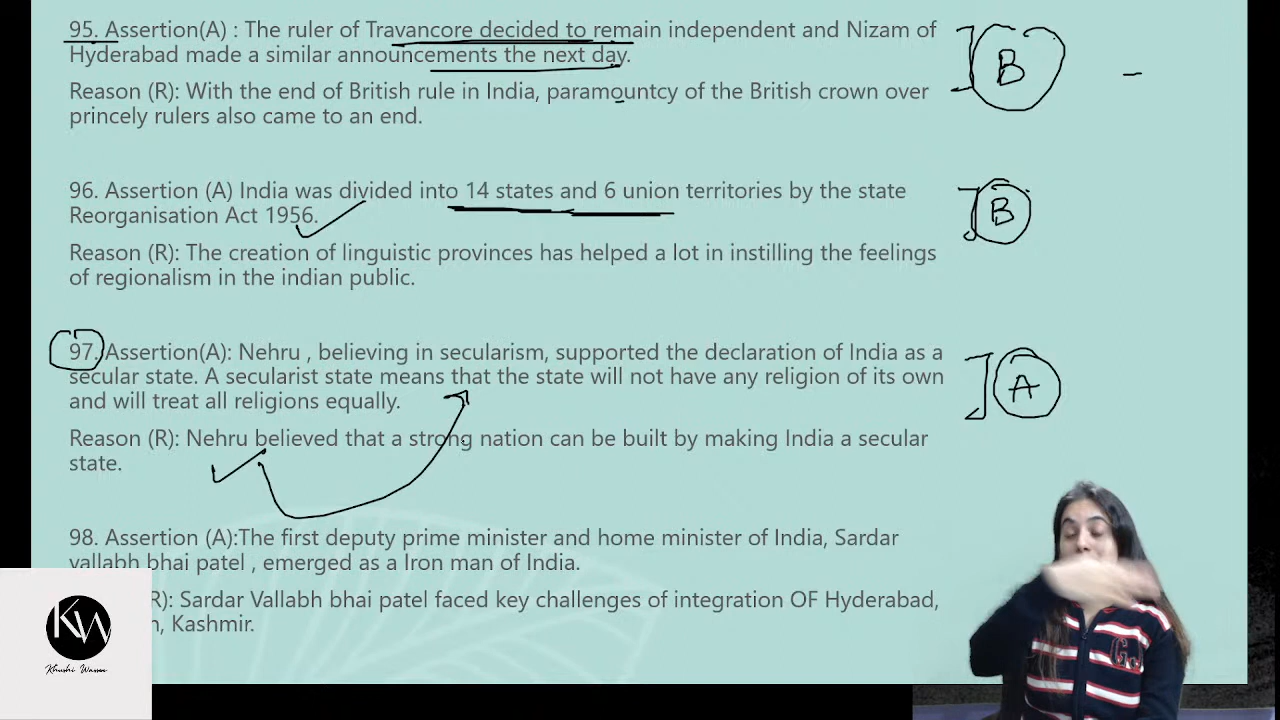 95. Assertion(A) : The ruler of Travancore decided to remain independent and Nizam of
Hyderabad made a similar announcements the next day.
B
Reason (R): With the end of British rule in India, paramountcy of the British crown over
princely rulers also came to an end.
96. Assertion (A) India was divided into 14 states and 6 union territories by the state
Reorganisation Act 1956.
B
Reason (R): The creation of linguistic provinces has helped a lot in instilling the feelings
of regionalism in the indian public.
97. Assertion(A): Nehru , believing in secularism, supported the declaration of India as a
secular state. A secularist state means that the state will not have any religion of its own
and will treat all religions equally.
A
Reason (R): Nehru believed that a strong nation can be built by making India a secular
state.
98. Assertion (A):The first deputy prime minister and home minister of India, Sardar
vallabh bhai patel , emerged as a Iron man of India.
R): Sardar Vallabh bhai patel faced key challenges of integration OF Hyderabad,
n, Kashmir.
KW
Khushi Wasson
G